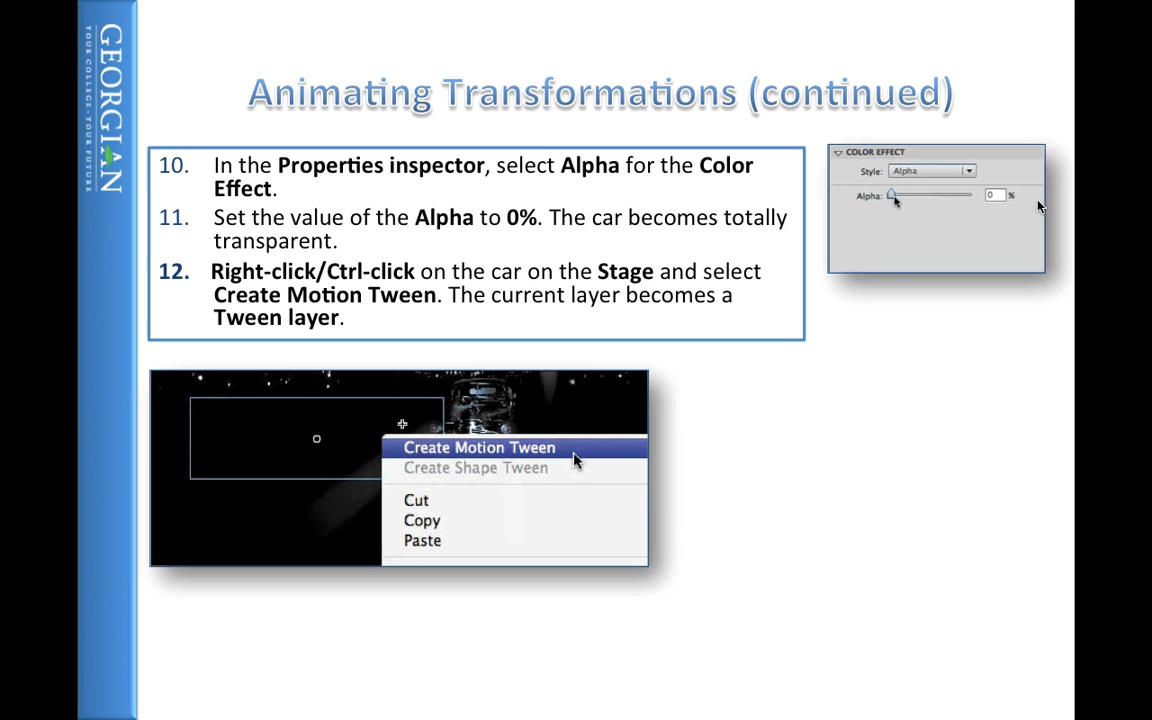 GEORGIAN
YOUR COLLEGE · YOUR FUTURE
Animating Transformations (continued)
10. In the Properties inspector, select Alpha for the Color
Effect.
11. Set the value of the Alpha to 0%. The car becomes totally
transparent.
12. Right-click/Ctrl-click on the car on the Stage and select
Create Motion Tween. The current layer becomes a
Tween layer.
COLOR EFFECT
Style: Alpha
Alpha: 0 %
Create Motion Tween
Create Shape Tween
Cut
Copy
Paste